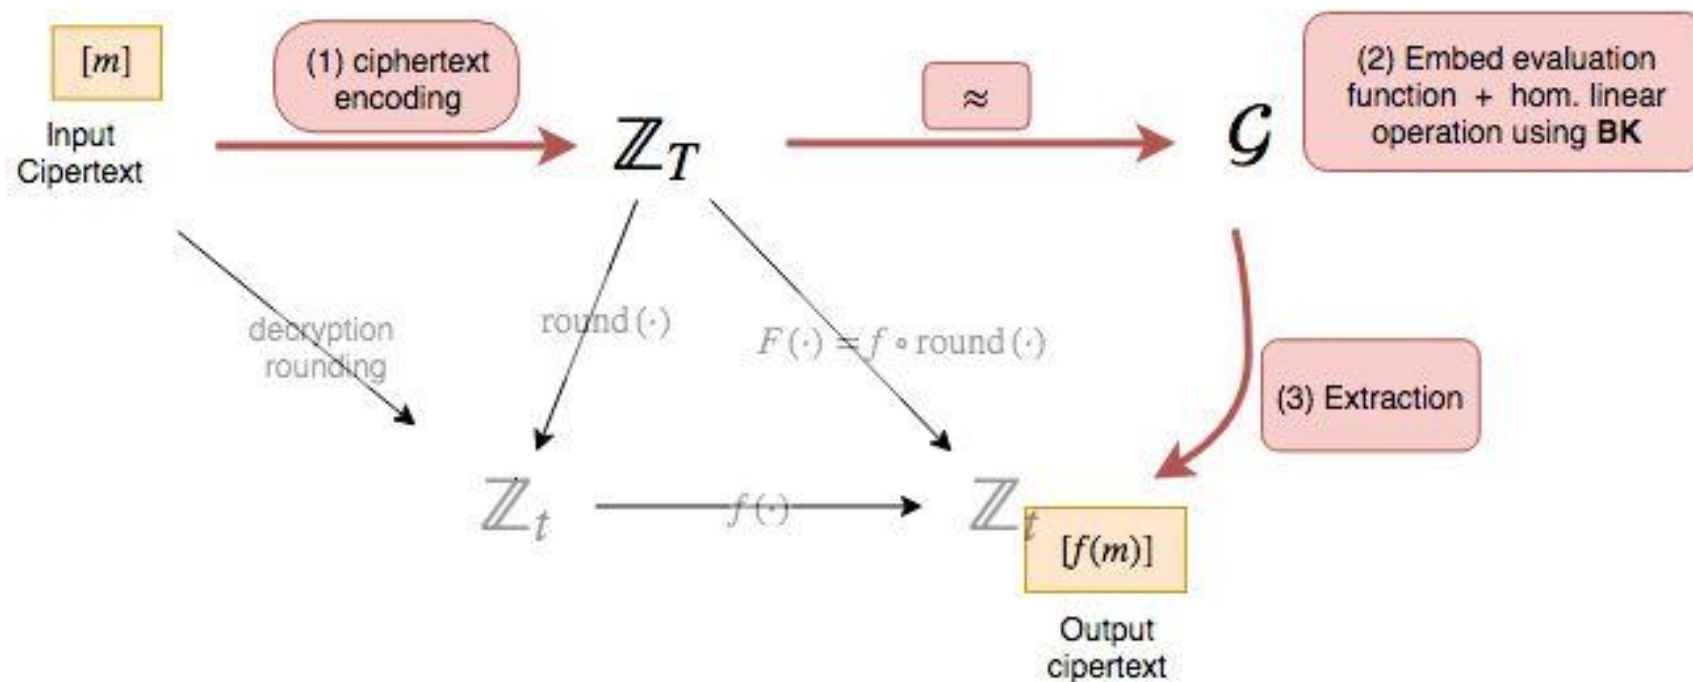 [m]
Input
Cipertext
(1) ciphertext
encoding
ℤ_T
≈
𝒢
(2) Embed evaluation
function + hom. linear
operation using BK
decryption
rounding
round (·)
F (·) = f ∘ round (·)
(3) Extraction
ℤ_t
f (·)
ℤ_t
[f(m)]
Output
cipertext